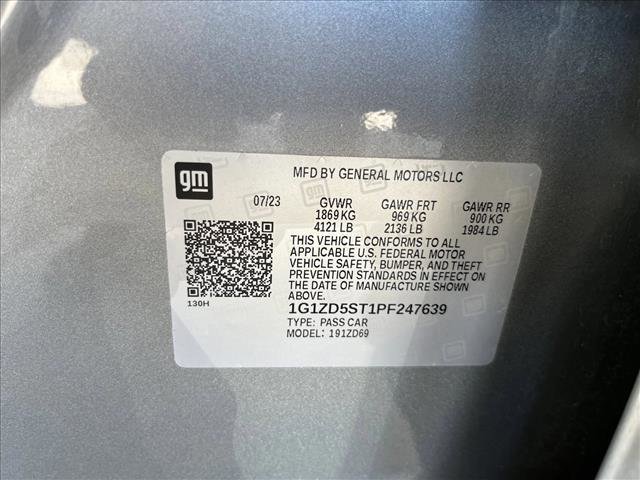 gm
MFD BY GENERAL MOTORS LLC
07/23 GVWR GAWR FRT GAWR RR
1869 KG 969 KG 900 KG
4121 LB 2136 LB 1984 LB
THIS VEHICLE CONFORMS TO ALL
APPLICABLE U.S. FEDERAL MOTOR
VEHICLE SAFETY, BUMPER, AND THEFT
PREVENTION STANDARDS IN EFFECT ON
THE DATE OF MANUFACTURE SHOWN
ABOVE.
130H
1G1ZD5ST1PF247639
TYPE: PASS CAR
MODEL: 191ZD69